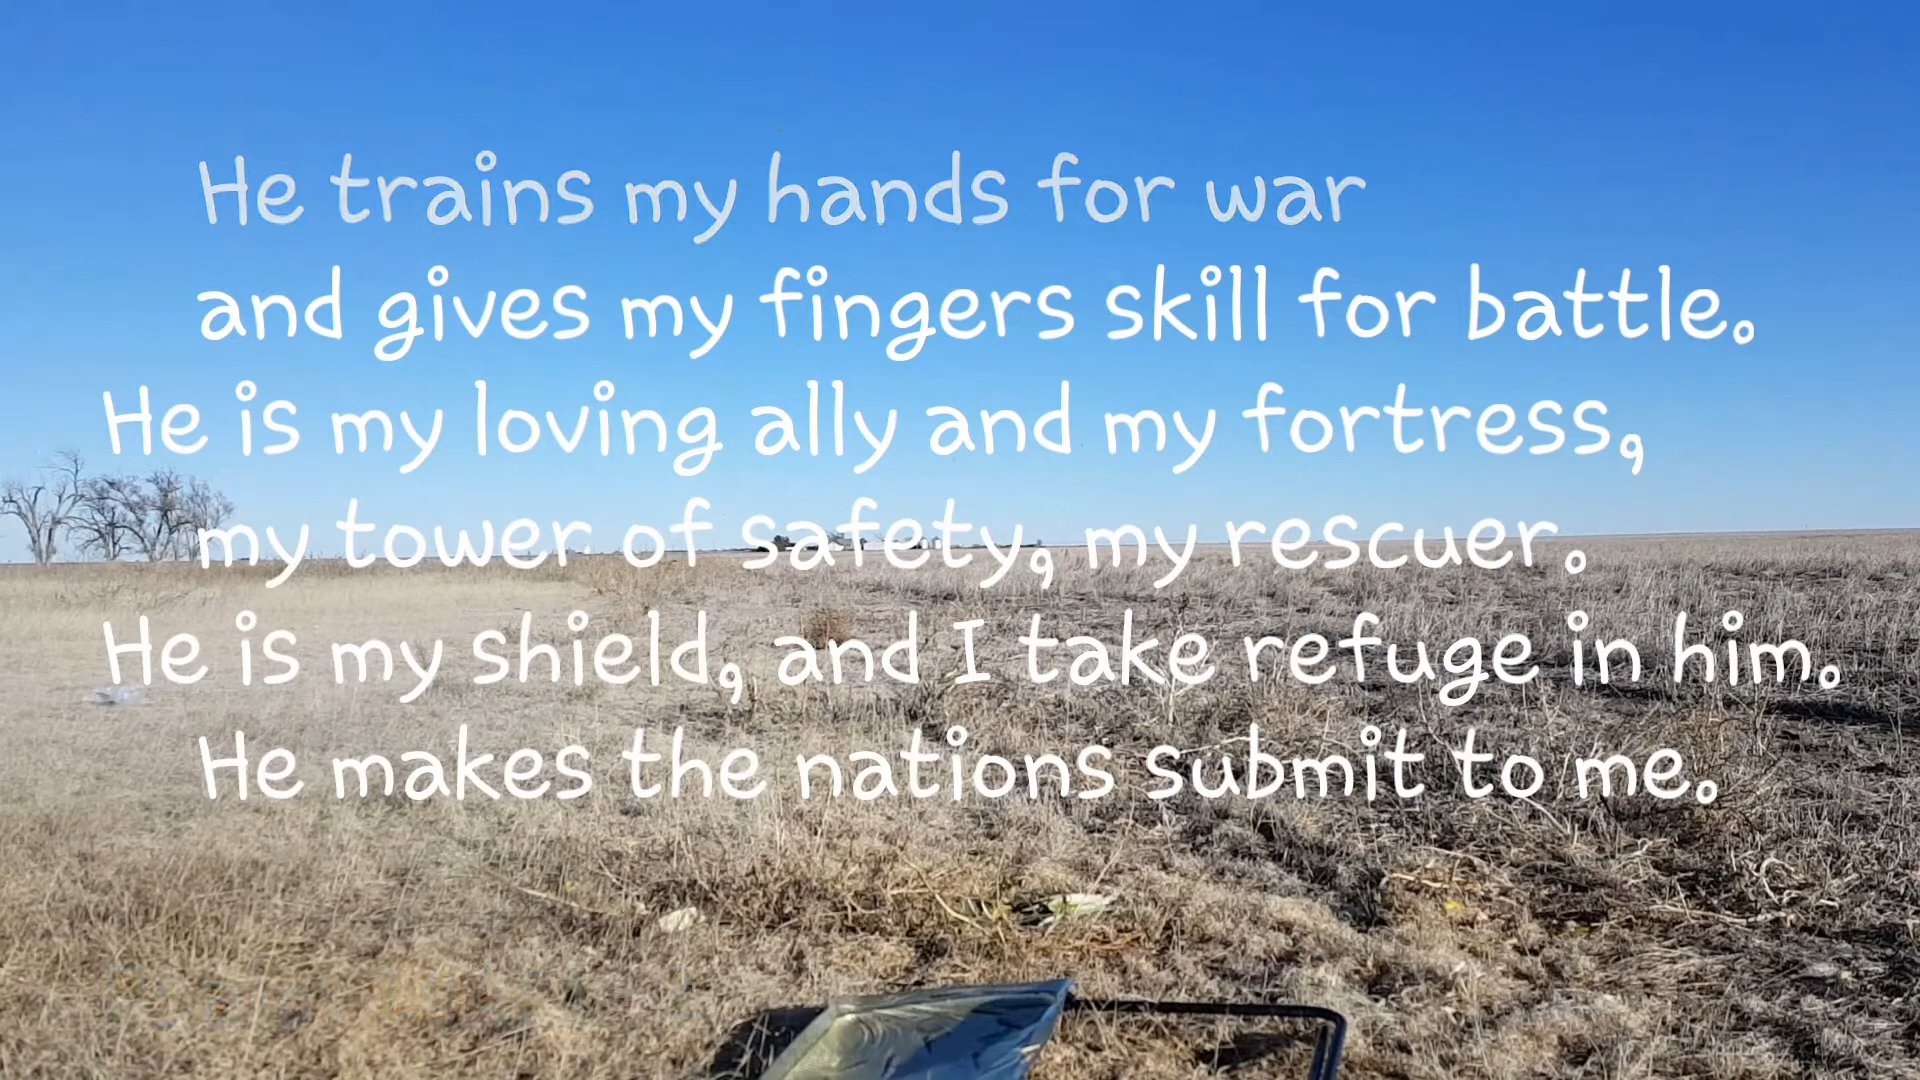 He trains my hands for war
and gives my fingers skill for battle.
He is my loving ally and my fortress,
my tower of safety, my rescuer.
He is my shield, and I take refuge in him.
He makes the nations submit to me.